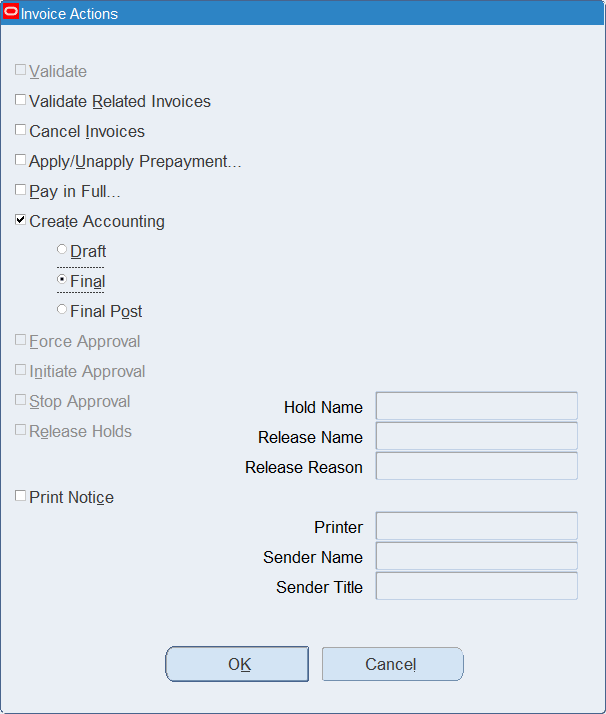 Invoice Actions
Validate
Validate Related Invoices
Cancel Invoices
Apply/Unapply Prepayment...
Pay in Full...
Create Accounting
Draft
Final
Final Post
Force Approval
Initiate Approval
Stop Approval
Hold Name
Release Name
Release Holds
Release Reason
Print Notice
Printer
Sender Name
Sender Title
OK
Cancel